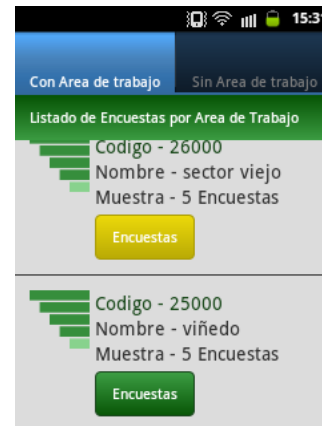 15:3
Con Area de trabajo
Sin Area de trabajo
Listado de Encuestas por Area de Trabajo
Codigo - 26000
Nombre - sector viejo
Muestra - 5 Encuestas
Encuestas
Codigo - 25000
Nombre - viñedo
Muestra - 5 Encuestas
Encuestas